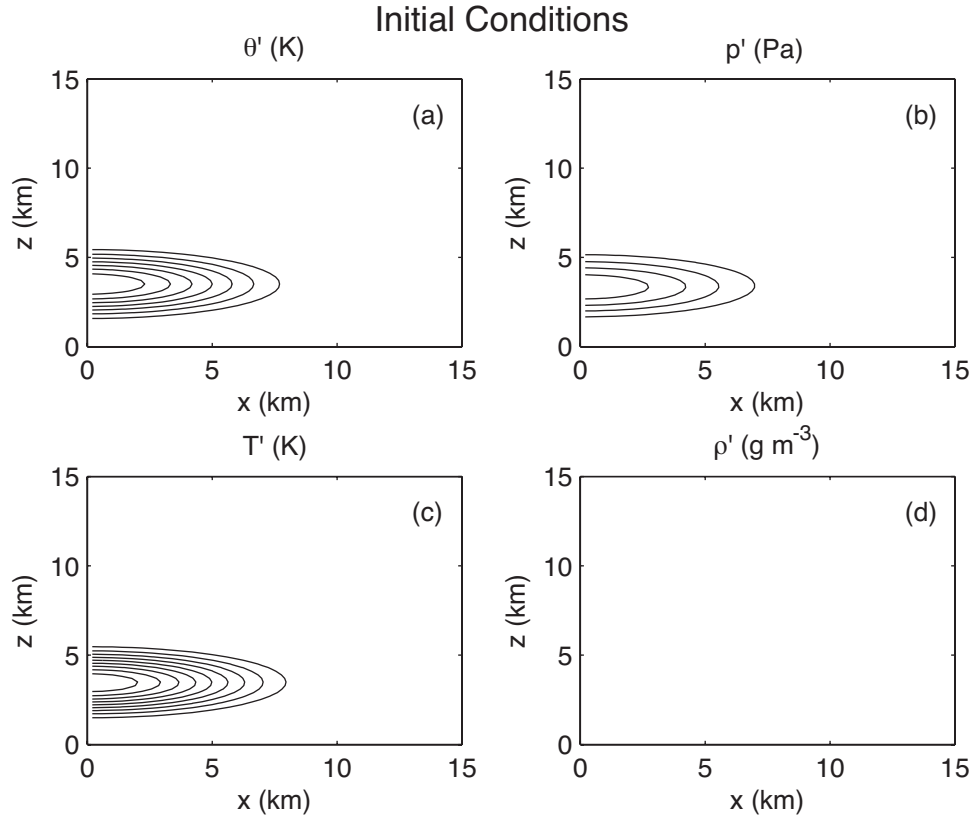 Initial Conditions
θ' (K)
(a)
15
10
5
0
z (km)
0 5 10 15
x (km)
p' (Pa)
(b)
15
10
5
0
z (km)
0 5 10 15
x (km)
T' (K)
(c)
15
10
5
0
z (km)
0 5 10 15
x (km)
ρ' (g m⁻³)
(d)
15
10
5
0
z (km)
0 5 10 15
x (km)